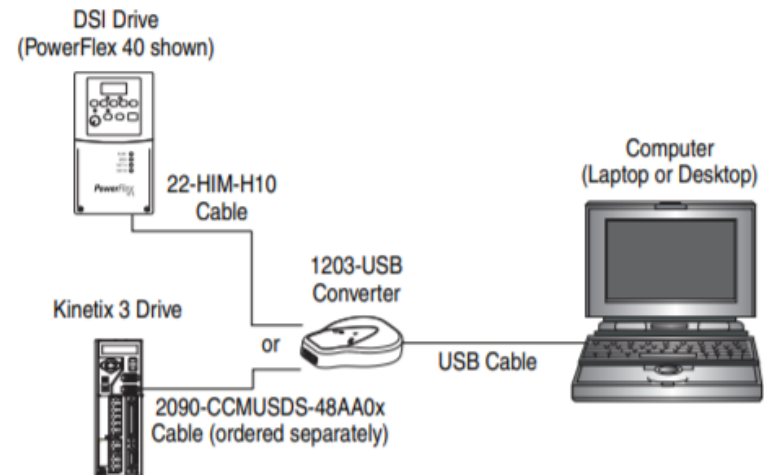 DSI Drive
(PowerFlex 40 shown)
PowerFlex
22-HIM-H10
Cable
Computer
(Laptop or Desktop)
1203-USB
Converter
Kinetix 3 Drive
or
USB Cable
2090-CCMUSDS-48AA0x
Cable (ordered separately)